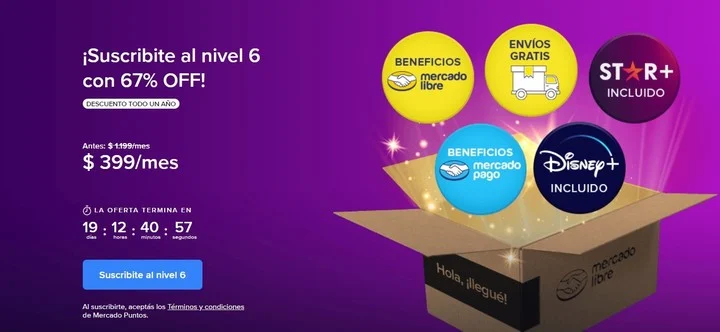 ¡Suscribite al nivel 6
con 67% OFF!
DESCUENTO TODO UN AÑO
Antes: $ 1.199/mes
$ 399/mes
LA OFERTA TERMINA EN
19 : 12 : 40 : 57
días horas minutos segundos
Suscribite al nivel 6
Al suscribirte, aceptás los Términos y condiciones
de Mercado Puntos.
BENEFICIOS
mercado
libre
ENVÍOS
GRATIS
STAR+
INCLUIDO
BENEFICIOS
mercado
pago
Disney+
INCLUIDO
Hola, ¡llegué!
mercado
libre